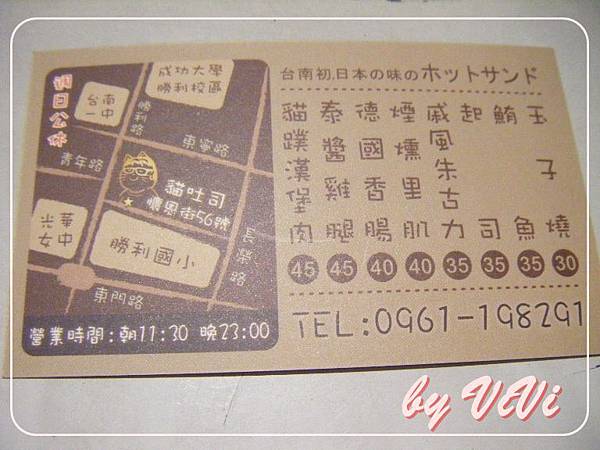 週日公休
成功大學
勝利校區
台南
一中
勝利路
東寧路
青年路
貓吐司
懷恩街56號
光華
女中
勝利國小
長榮路
東門路
營業時間:朝11:30 晚23:00
台南初,日本の味のホットサンド
貓蹼漢堡肉 45
泰醬雞腿 45
德國香腸 40
煙燻里肌 40
戚風朱古力 35
起司 35
鮪魚 35
玉子燒 30
TEL:0961-198291
by ViVi